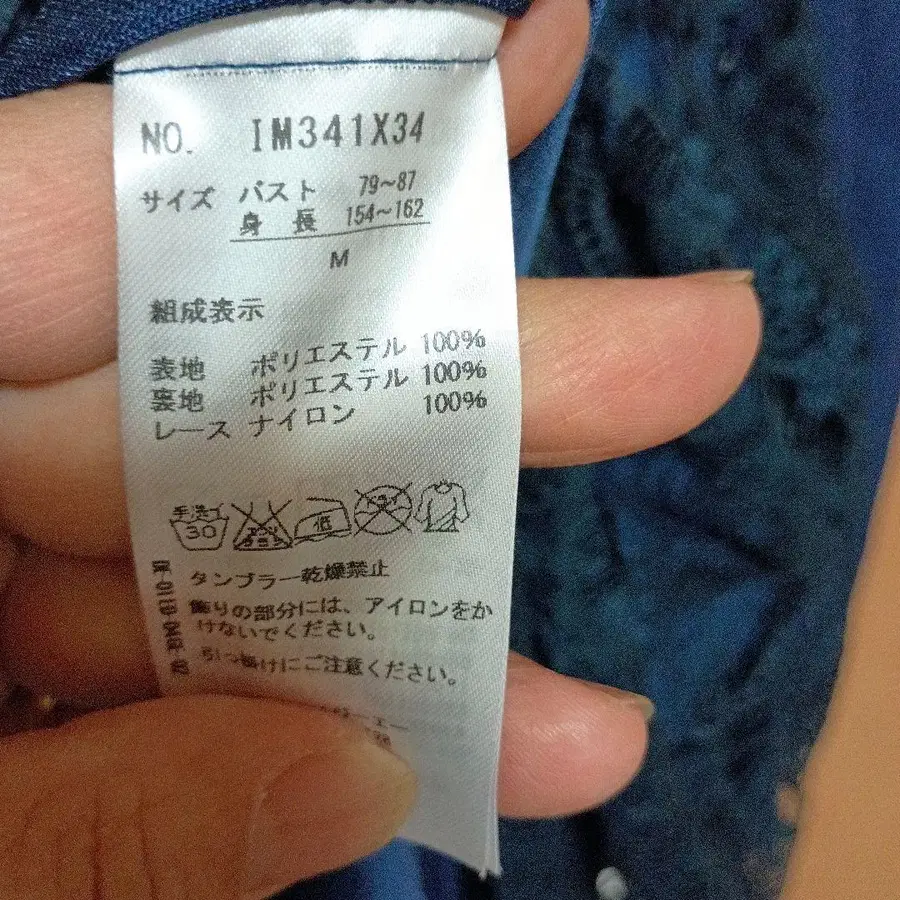 NO. IM341X34
サイズ バスト 79~87
身長 154~162
M
組成表示
表地 ポリエステル 100%
裏地 ポリエステル 100%
レース ナイロン 100%
手洗イ 30 低
タンブラー乾燥禁止
飾りの部分には、アイロンをか
けないでください。
引っ掛けにご注意ください。